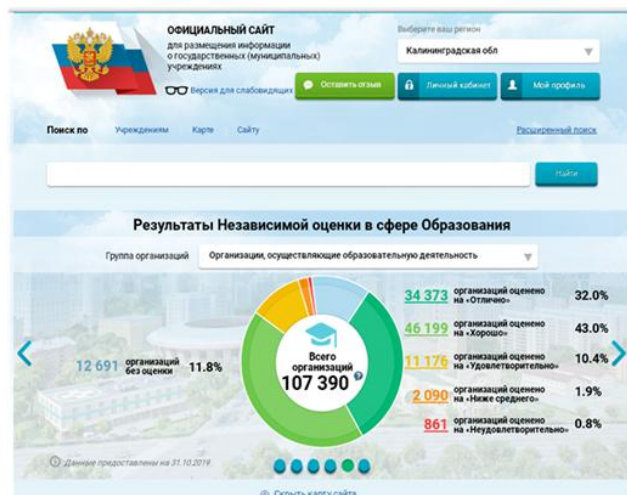 ОФИЦИАЛЬНЫЙ САЙТ
для размещения информации
о государственных (муниципальных)
учреждениях
Версия для слабовидящих
Выберите ваш регион
Калининградская обл
Оставить отзыв
Личный кабинет
Мой профиль
Поиск по Учреждениям Карте Сайту Расширенный поиск
Найти
Результаты Независимой оценки в сфере Образования
Группа организаций Организации, осуществляющие образовательную деятельность
12 691 организаций
без оценки 11.8%
Всего
организаций
107 390
34 373 организаций оценено
на «Отлично» 32.0%
46 199 организаций оценено
на «Хорошо» 43.0%
11 176 организаций оценено
на «Удовлетворительно» 10.4%
2 090 организаций оценено
на «Ниже среднего» 1.9%
861 организаций оценено
на «Неудовлетворительно» 0.8%
Данные предоставлены на 31.10.2019
Скрыть карту сайта